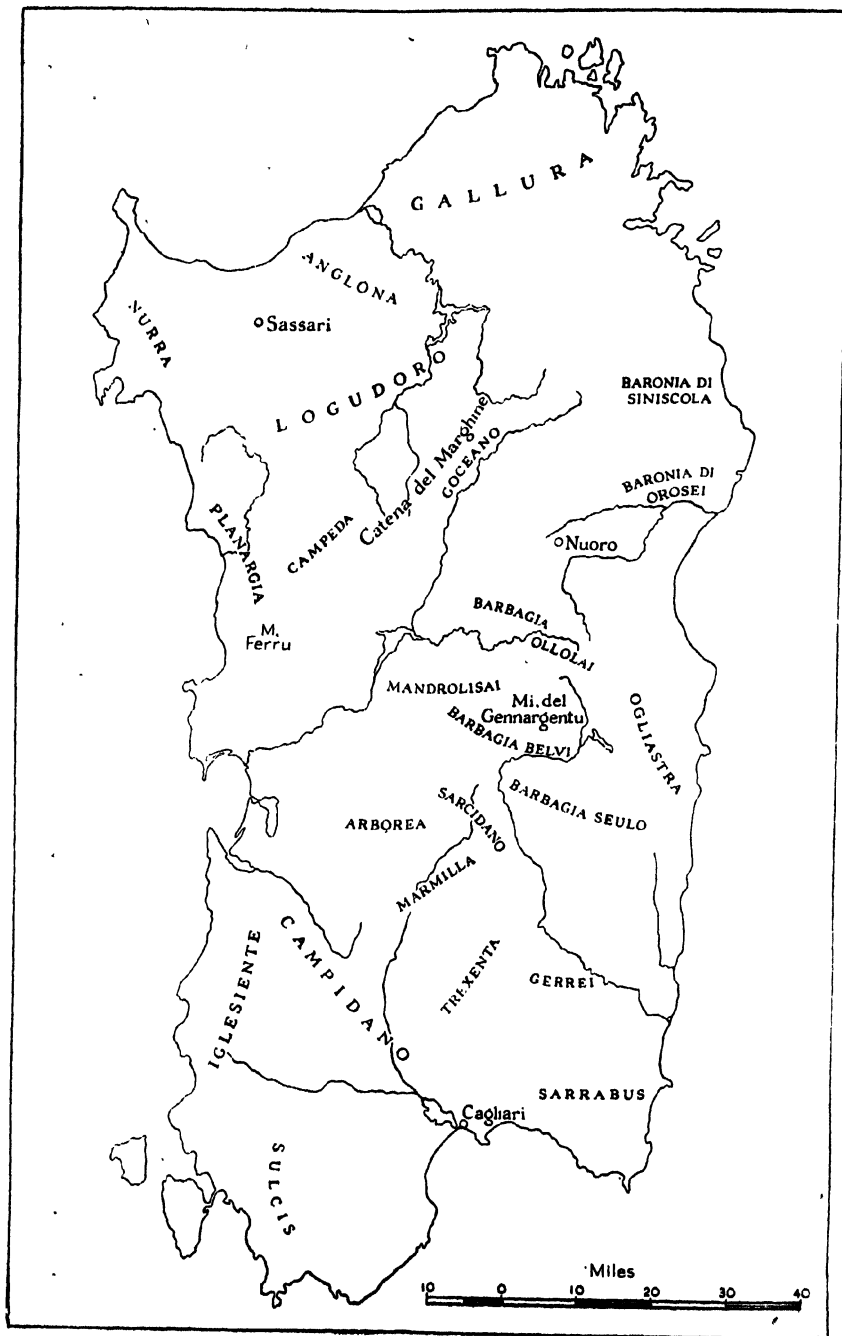 GALLURA
ANGLONA
NURRA
Sassari
LOGUDORO
BARONIA DI
SINISCOLA
Catena del Marghine
GOCEANO
BARONIA DI
OROSEI
PLANARGIA
CAMPEDA
Nuoro
BARBAGIA
OLLOLAI
M.
Ferru
MANDROLISAI
Mi. del
Gennargentu
BARBAGIA BELVI
OGLIASTRA
BARBAGIA SEULO
SARCIDANO
ARBOREA
MARMILLA
CAMPIDANO
IGLESIENTE
TREXENTA
GERREI
SARRABUS
Cagliari
SULCIS
Miles
10 0 10 20 30 40